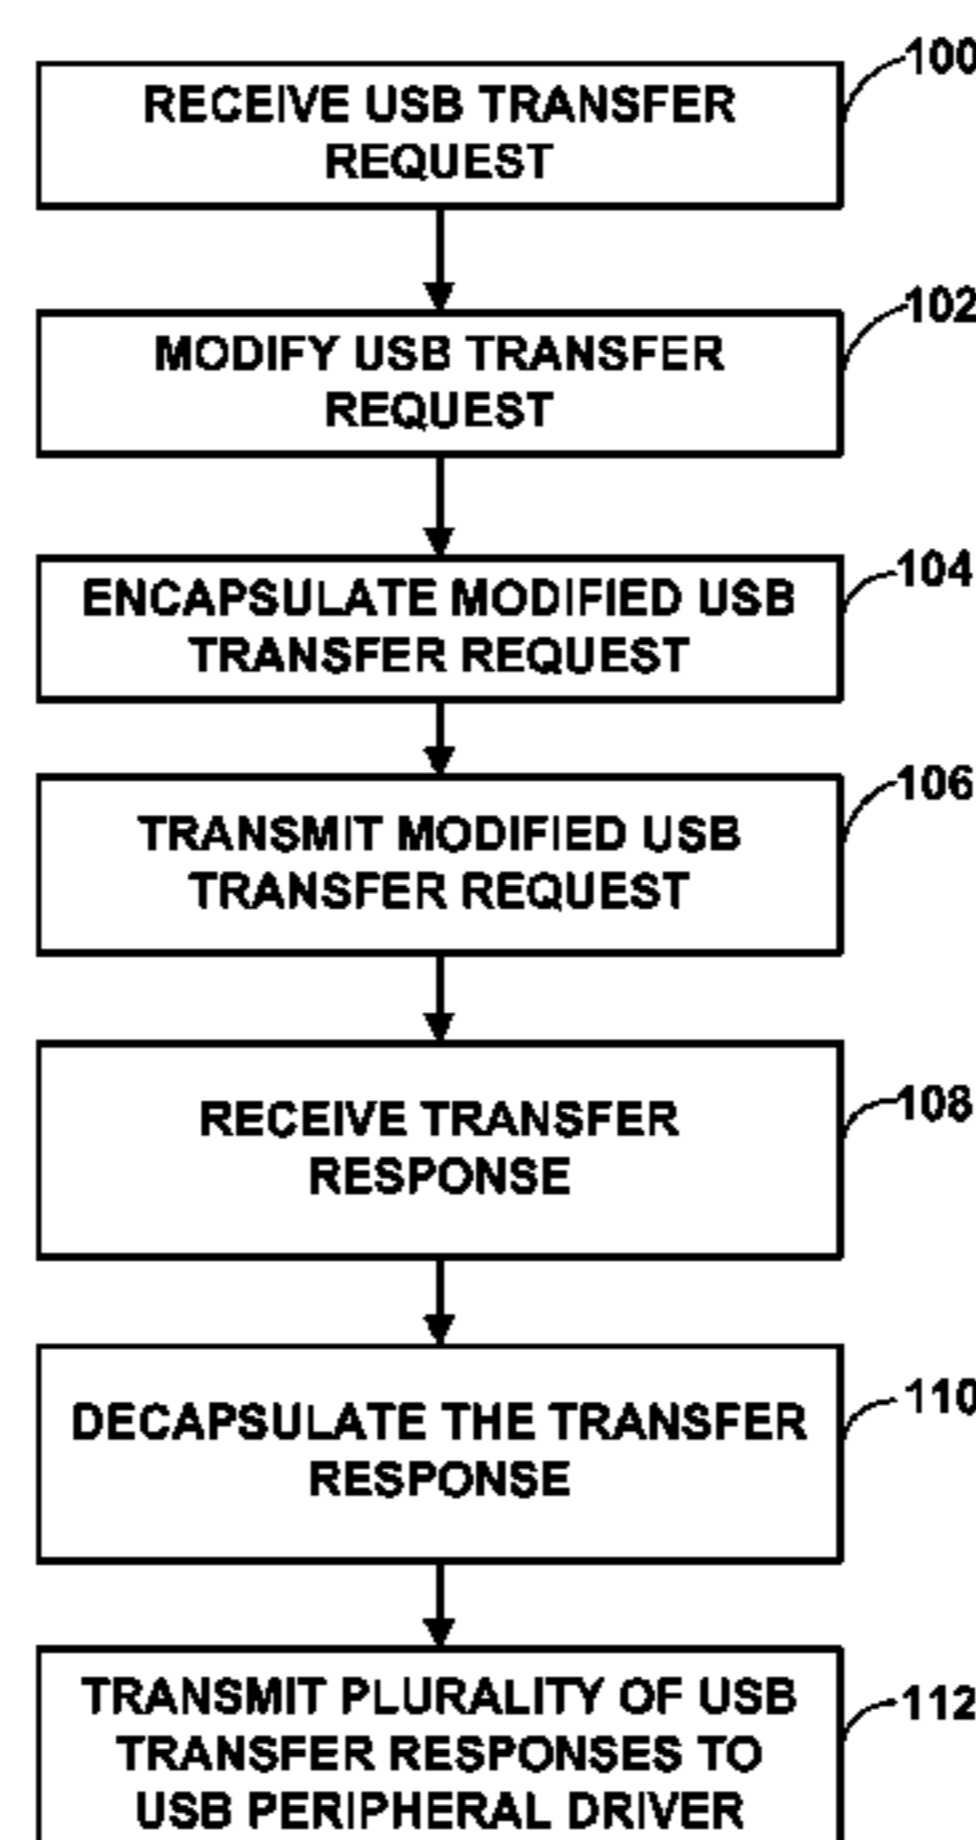 100
RECEIVE USB TRANSFER
REQUEST
102
MODIFY USB TRANSFER
REQUEST
104
ENCAPSULATE MODIFIED USB
TRANSFER REQUEST
106
TRANSMIT MODIFIED USB
TRANSFER REQUEST
108
RECEIVE TRANSFER
RESPONSE
110
DECAPSULATE THE TRANSFER
RESPONSE
112
TRANSMIT PLURALITY OF USB
TRANSFER RESPONSES TO
USB PERIPHERAL DRIVER